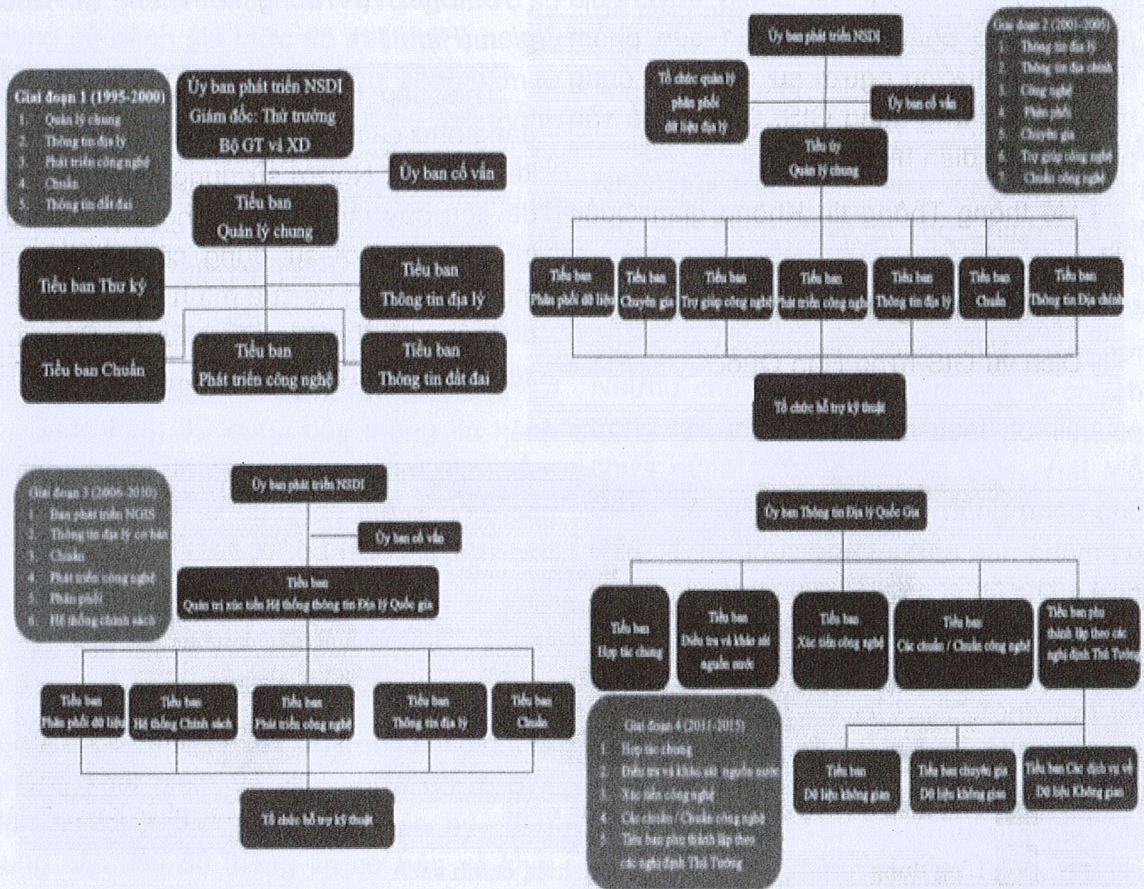 Giai đoạn 1 (1995-2000)
1. Quản lý chung
2. Thông tin địa lý
3. Phát triển công nghệ
4. Chuẩn
5. Thông tin đất đai
Ủy ban phát triển NSDI
Giám đốc: Thứ trưởng
Bộ GT và XD
Ủy ban cố vấn
Tiểu ban
Quản lý chung
Tiểu ban Thư ký
Tiểu ban
Thông tin địa lý
Tiểu ban Chuẩn
Tiểu ban
Phát triển công nghệ
Tiểu ban
Thông tin đất đai
Ủy ban phát triển NSDI
Tổ chức quản lý
phân phối
dữ liệu địa lý
Ủy ban cố vấn
Tiểu ủy
Quản lý chung
Giai đoạn 2 (2001-2005)
1. Thông tin địa lý
2. Thông tin địa chính
3. Công nghệ
4. Phân phối
5. Chuyên gia
6. Trợ giúp công nghệ
7. Chuẩn công nghệ
Tiểu ban
Phân phối dữ liệu
Tiểu ban
Chuyên gia
Tiểu ban
Trợ giúp công nghệ
Tiểu ban
Phát triển công nghệ
Tiểu ban
Thông tin địa lý
Tiểu ban
Chuẩn
Tiểu ban
Thông tin Địa chính
Tổ chức hỗ trợ kỹ thuật
Giai đoạn 3 (2006-2010)
1. Ban phát triển NGIS
2. Thông tin địa lý cơ bản
3. Chuẩn
4. Phát triển công nghệ
5. Phân phối
6. Hệ thống chính sách
Ủy ban phát triển NSDI
Ủy ban cố vấn
Tiểu ban
Quản trị xúc tiến Hệ thống thông tin Địa lý Quốc gia
Tiểu ban
Phân phối dữ liệu
Tiểu ban
Hệ thống Chính sách
Tiểu ban
Phát triển công nghệ
Tiểu ban
Thông tin địa lý
Tiểu ban
Chuẩn
Tổ chức hỗ trợ kỹ thuật
Ủy ban Thông tin Địa lý Quốc Gia
Tiểu ban
Hợp tác chung
Tiểu ban
Điều tra và khảo sát
nguồn nước
Tiểu ban
Xúc tiến công nghệ
Tiểu ban
Các chuẩn / Chuẩn công nghệ
Tiểu ban phụ
thành lập theo các
nghị định Thủ Tướng
Giai đoạn 4 (2011-2015)
1. Hợp tác chung
2. Điều tra và khảo sát nguồn nước
3. Xúc tiến công nghệ
4. Các chuẩn / Chuẩn công nghệ
5. Tiểu ban phụ thành lập theo
các nghị định Thủ Tướng
Tiểu ban
Dữ liệu không gian
Tiểu ban chuyên gia
Dữ liệu không gian
Tiểu ban Các dịch vụ về
Dữ liệu Không gian